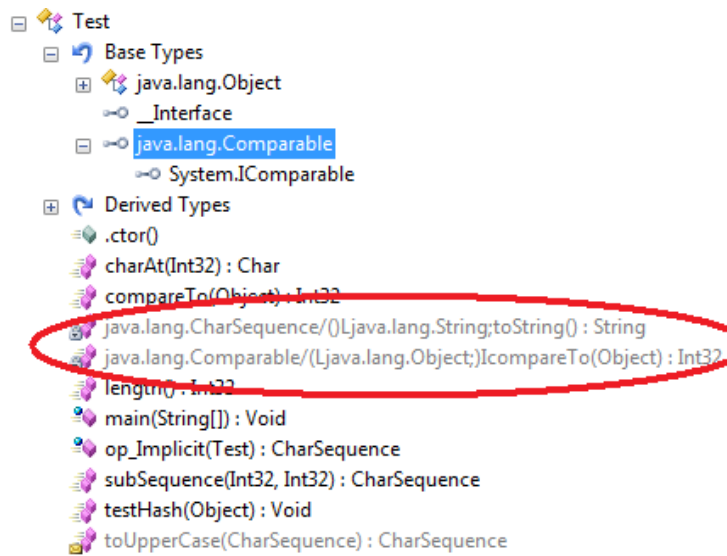 Test
Base Types
java.lang.Object
__Interface
java.lang.Comparable
System.IComparable
Derived Types
.ctor()
charAt(Int32) : Char
compareTo(Object) : Int32
java.lang.CharSequence/()Ljava.lang.String;toString() : String
java.lang.Comparable/(Ljava.lang.Object;)IcompareTo(Object) : Int32
length() : Int32
main(String[]) : Void
op_Implicit(Test) : CharSequence
subSequence(Int32, Int32) : CharSequence
testHash(Object) : Void
toUpperCase(CharSequence) : CharSequence